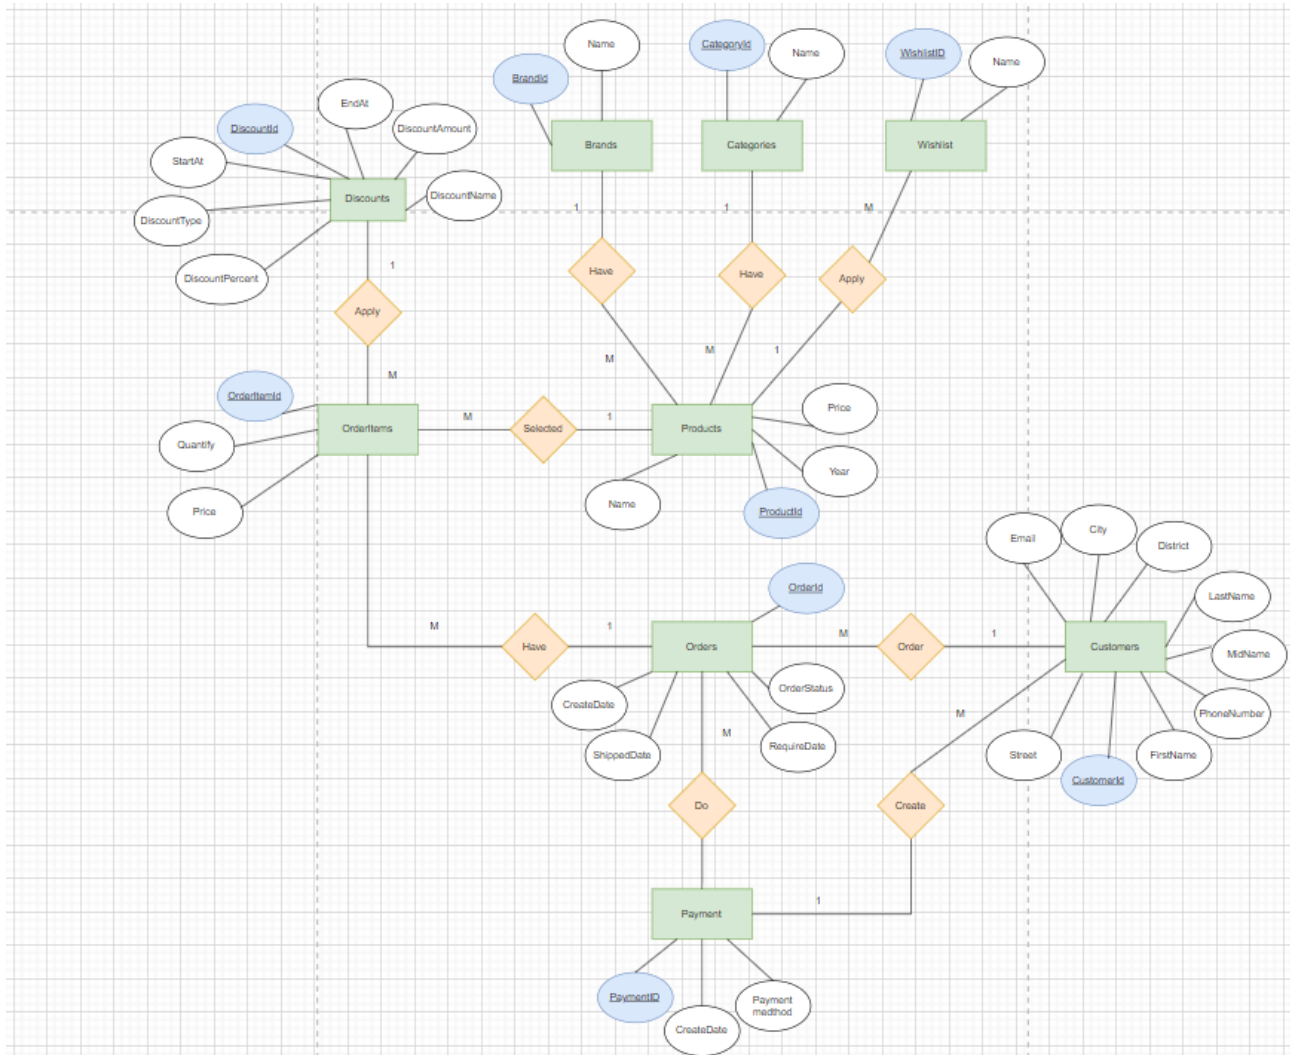 Name
CategoryId
Name
WishlistID
Name
BrandId
EndAt
DiscountId
DiscountAmount
Brands
Categories
Wishlist
StartAt
Discounts
DiscountName
DiscountType
1
1
M
DiscountPercent
1
Have
Have
Apply
Apply
M
M
1
M
OrderItemId
Price
OrderItems
M
Selected
1
Products
Quantify
Year
Price
Name
ProductId
Email
City
District
OrderId
LastName
M
Have
1
Orders
M
Order
1
Customers
MidName
OrderStatus
CreateDate
M
PhoneNumber
M
RequireDate
ShippedDate
Street
FirstName
CustomerId
Do
Create
1
Payment
PaymentID
Payment
medthod
CreateDate